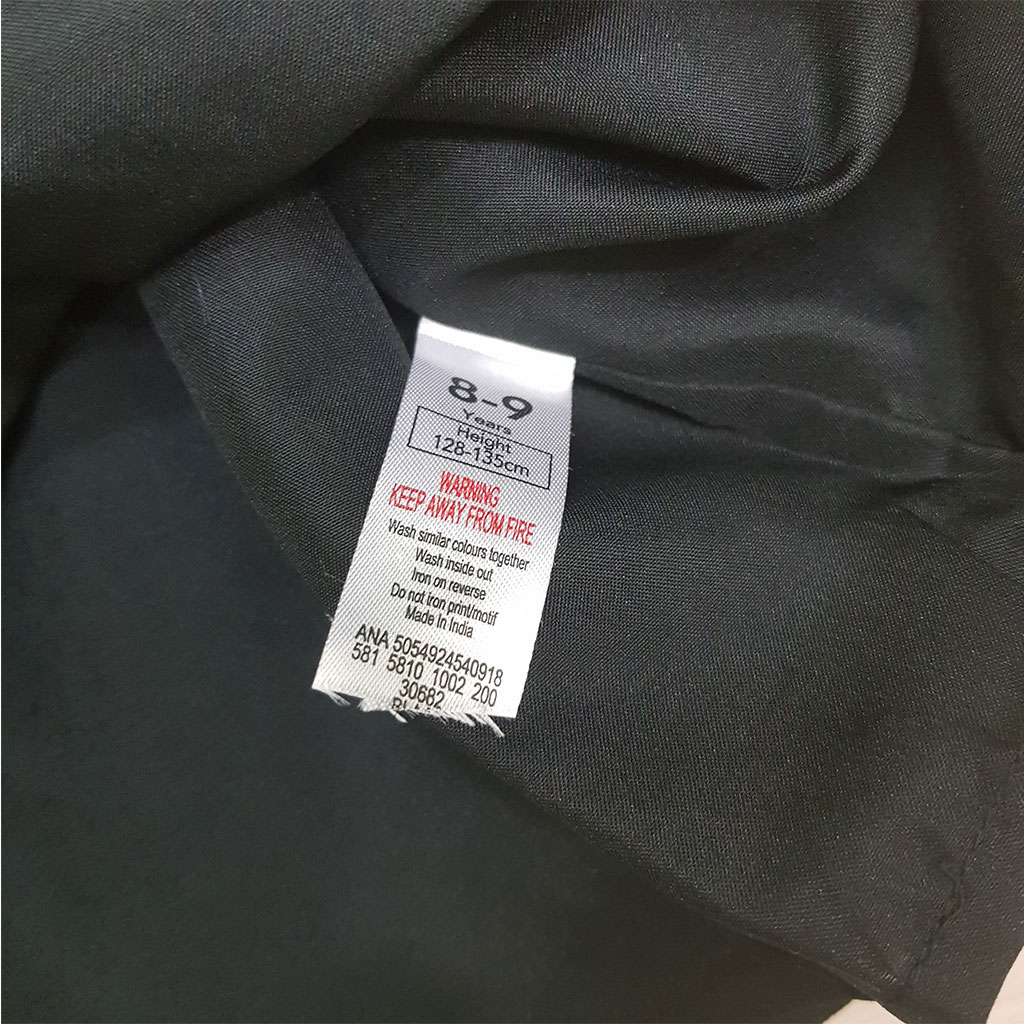 8-9
Years
Height
128-135cm
WARNING
KEEP AWAY FROM FIRE
Wash similar colours together
Wash inside out
Iron on reverse
Do not iron print/motif
Made In India
ANA 5054924540918
581 5810 1002 200
30682